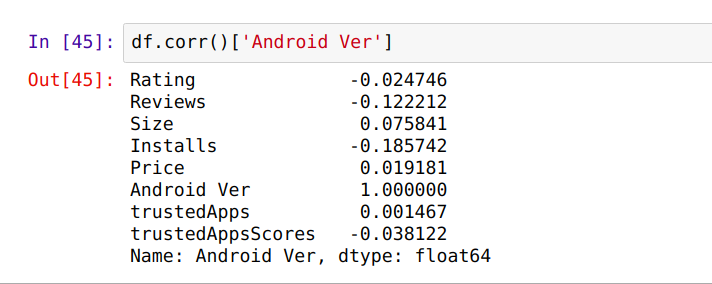 In [45]: df.corr()['Android Ver']
Out[45]: Rating -0.024746
Reviews -0.122212
Size 0.075841
Installs -0.185742
Price 0.019181
Android Ver 1.000000
trustedApps 0.001467
trustedAppsScores -0.038122
Name: Android Ver, dtype: float64